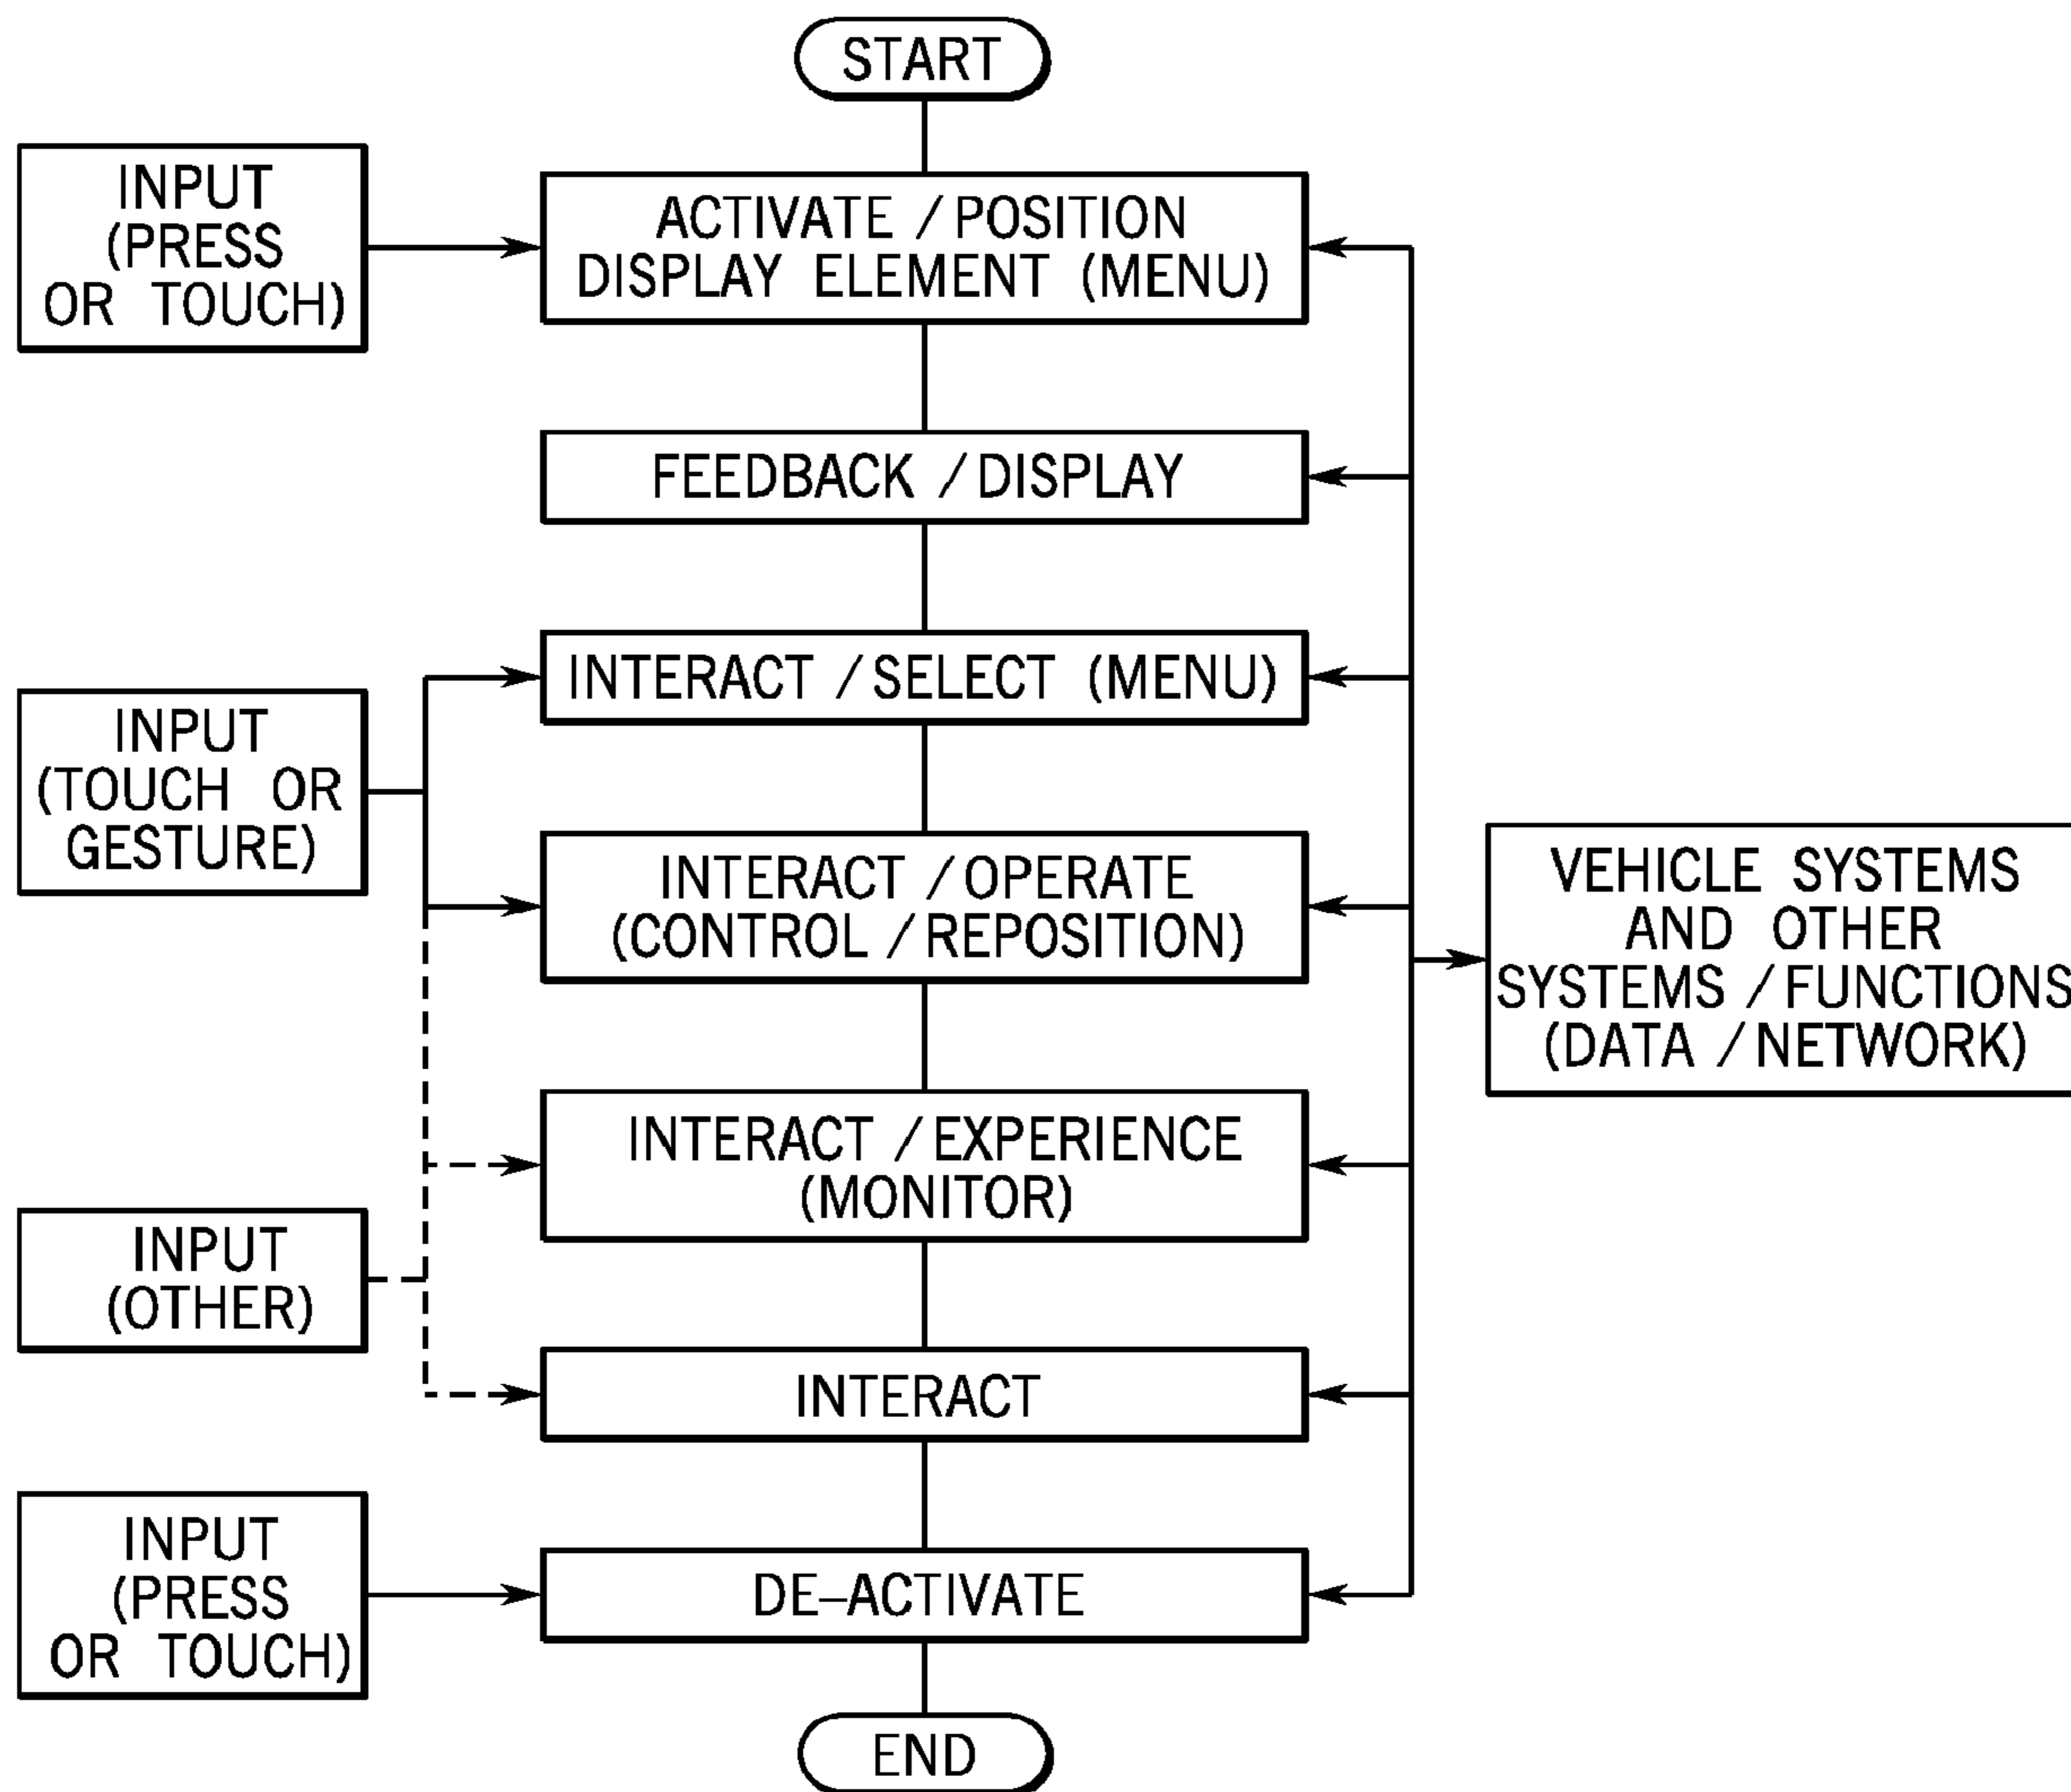 START
INPUT
(PRESS
OR TOUCH)
ACTIVATE / POSITION
DISPLAY ELEMENT (MENU)
FEEDBACK / DISPLAY
INTERACT / SELECT (MENU)
INPUT
(TOUCH OR
GESTURE)
INTERACT / OPERATE
(CONTROL / REPOSITION)
VEHICLE SYSTEMS
AND OTHER
SYSTEMS / FUNCTIONS
(DATA / NETWORK)
INTERACT / EXPERIENCE
(MONITOR)
INPUT
(OTHER)
INTERACT
INPUT
(PRESS
OR TOUCH)
DE–ACTIVATE
END